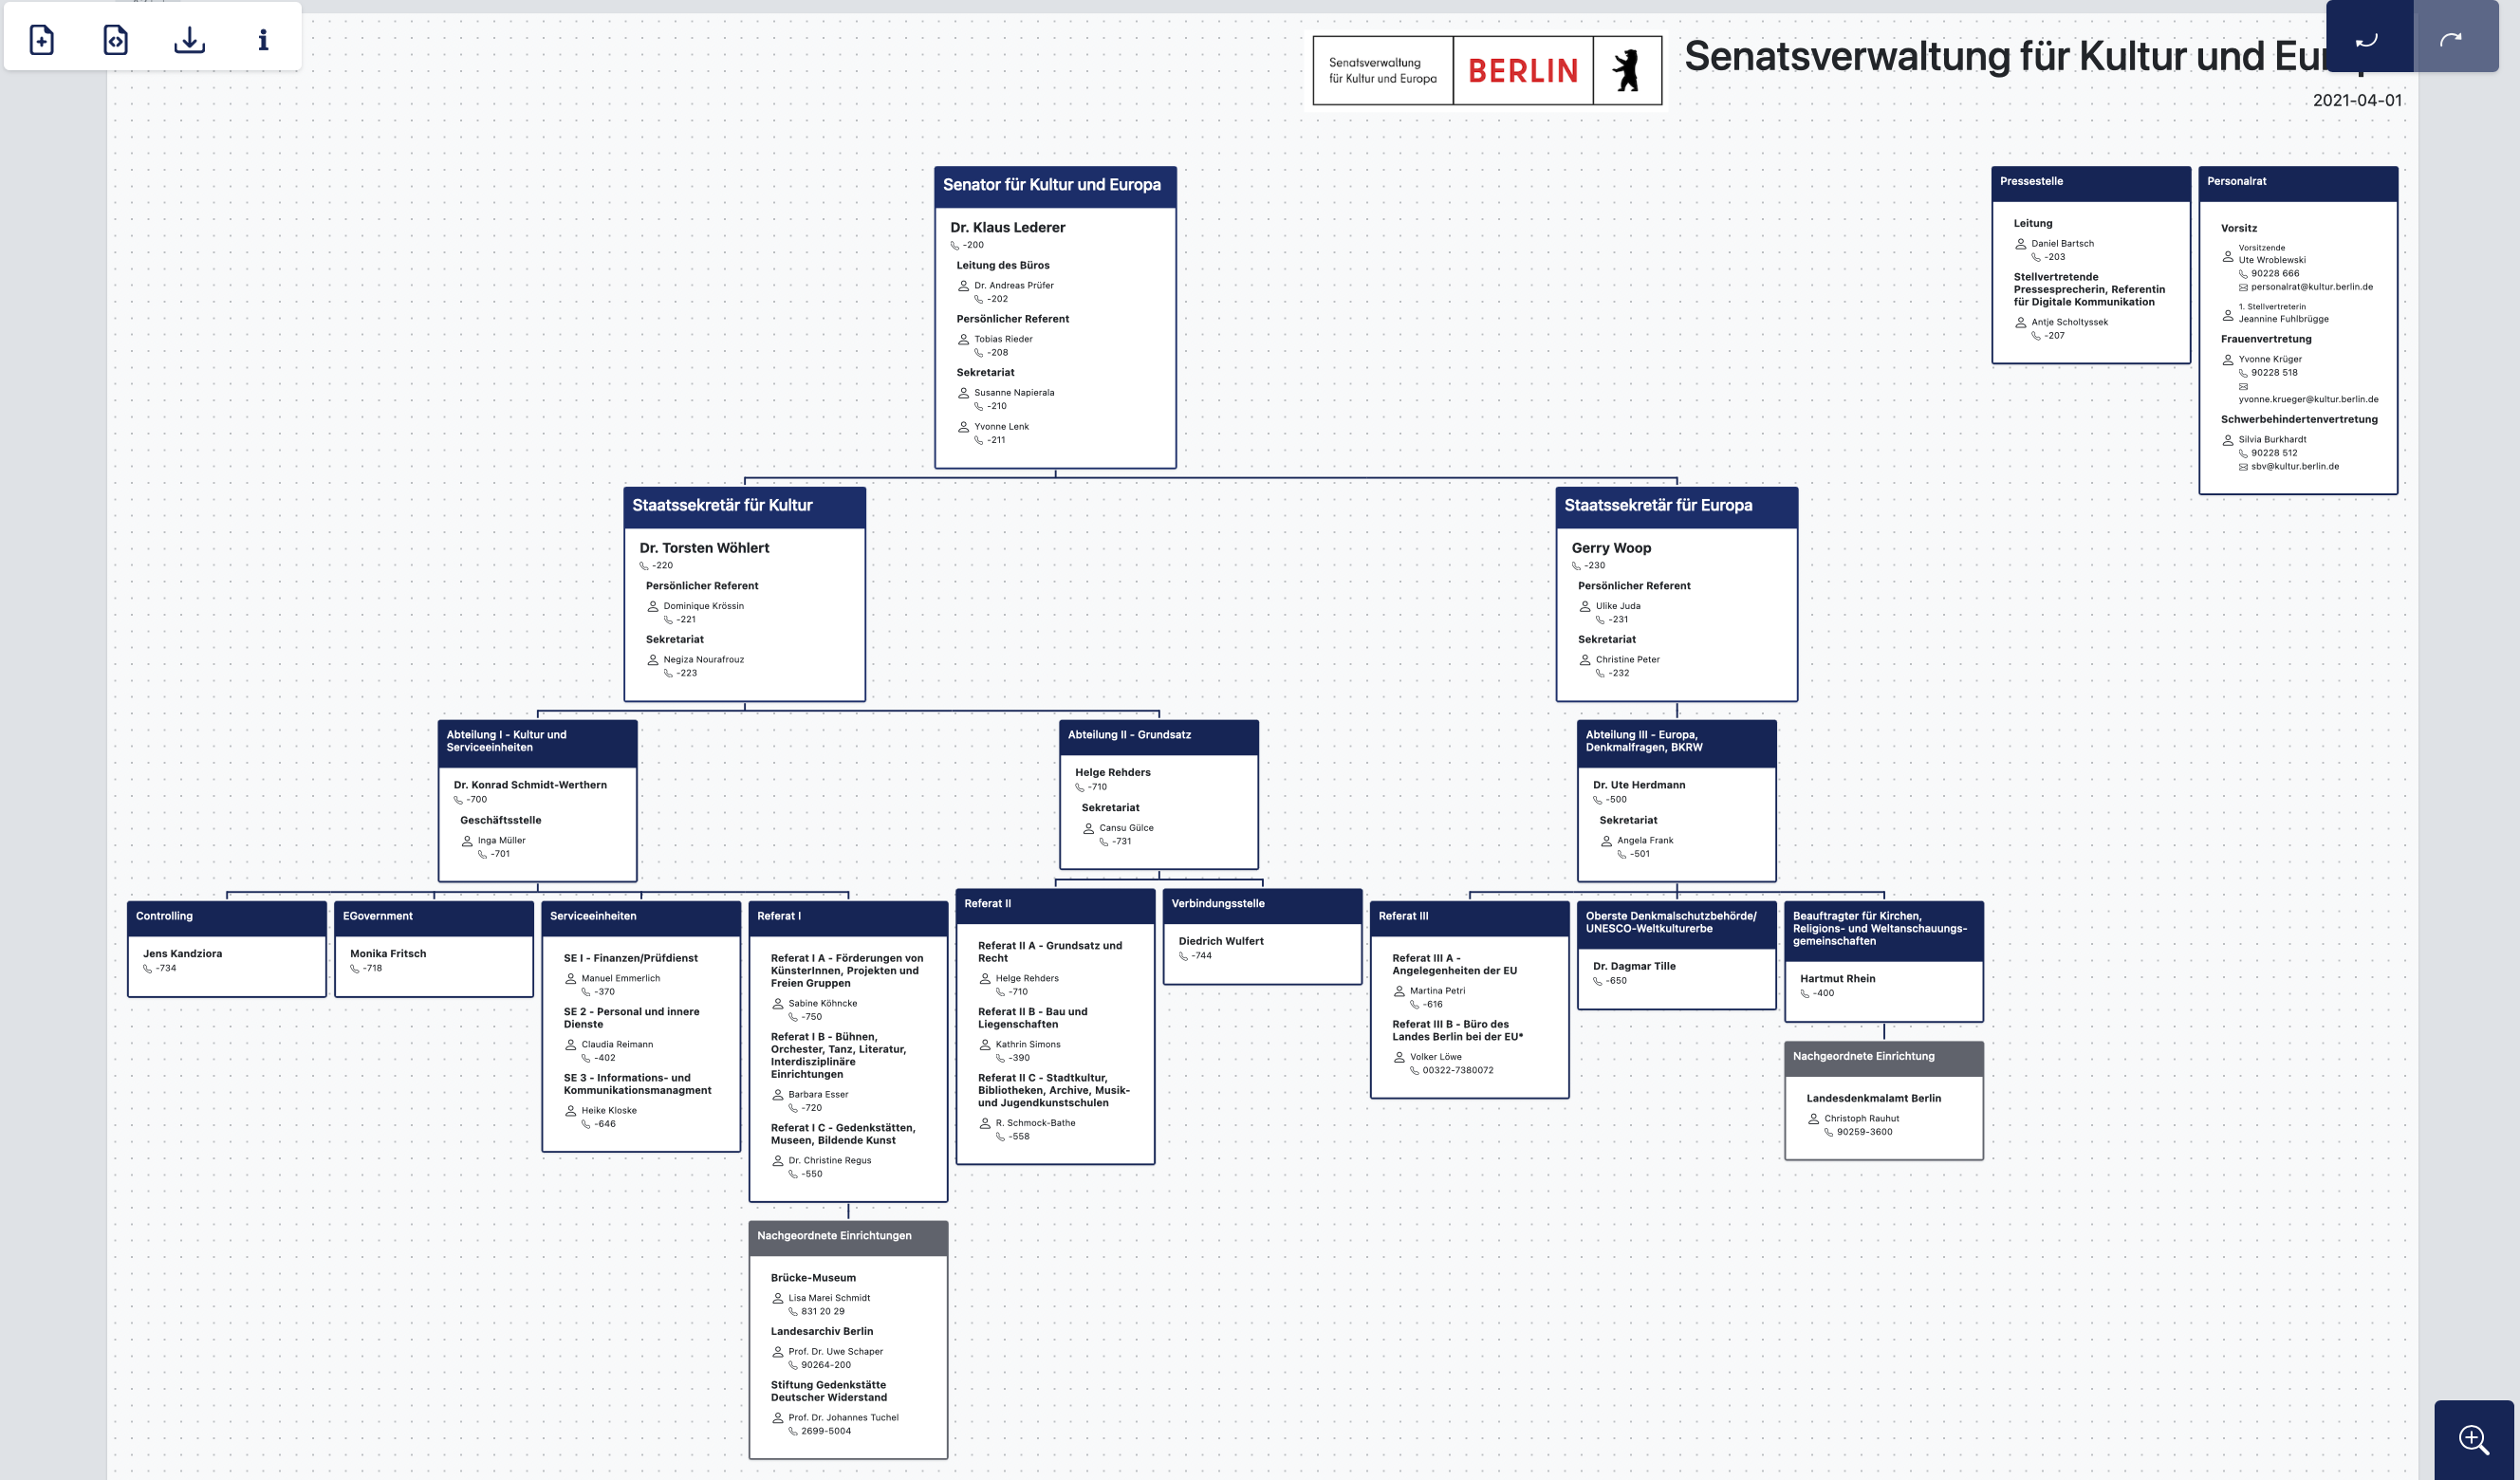 Senatsverwaltung
für Kultur und Europa
BERLIN
Senatsverwaltung für Kultur und
2021-04-01
Senator für Kultur und Europa
Dr. Klaus Lederer
-200
Leitung des Büros
Dr. Andreas Prüfer
-202
Persönlicher Referent
Tobias Rieder
-208
Sekretariat
Susanne Napierala
-210
Yvonne Lenk
-211
Pressestelle
Leitung
Daniel Bartsch
-203
Stellvertretende
Pressesprecherin, Referentin
für Digitale Kommunikation
Antje Scholtyssek
-207
Personalrat
Vorsitz
Vorsitzende
Ute Wroblewski
90228 666
personalrat@kultur.berlin.de
1. Stellvertreterin
Jeannine Fuhlbrügge
Frauenvertretung
Yvonne Krüger
90228 518
yvonne.krueger@kultur.berlin.de
Schwerbehindertenvertretung
Silvia Burkhardt
90228 512
sbv@kultur.berlin.de
Staatssekretär für Kultur
Dr. Torsten Wöhlert
-220
Persönlicher Referent
Dominique Krössin
-221
Sekretariat
Negiza Nourafrouz
-223
Staatssekretär für Europa
Gerry Woop
-230
Persönlicher Referent
Ulike Juda
-231
Sekretariat
Christine Peter
-232
Abteilung I - Kultur und
Serviceeinheiten
Dr. Konrad Schmidt-Werthern
-700
Geschäftsstelle
Inga Müller
-701
Abteilung II - Grundsatz
Helge Rehders
-710
Sekretariat
Cansu Gülce
-731
Abteilung III - Europa,
Denkmalfragen, BKRW
Dr. Ute Herdmann
-500
Sekretariat
Angela Frank
-501
Controlling
Jens Kandziora
-734
EGovernment
Monika Fritsch
-718
Serviceeinheiten
SE I - Finanzen/Prüfdienst
Manuel Emmerlich
-370
SE 2 - Personal und innere
Dienste
Claudia Reimann
-402
SE 3 - Informations- und
Kommunikationsmanagment
Heike Kloske
-646
Referat I
Referat I A - Förderungen von
KünsterInnen, Projekten und
Freien Gruppen
Sabine Köhncke
-750
Referat I B - Bühnen,
Orchester, Tanz, Literatur,
Interdisziplinäre
Einrichtungen
Barbara Esser
-720
Referat I C - Gedenkstätten,
Museen, Bildende Kunst
Dr. Christine Regus
-550
Referat II
Referat II A - Grundsatz und
Recht
Helge Rehders
-710
Referat II B - Bau und
Liegenschaften
Kathrin Simons
-390
Referat II C - Stadtkultur,
Bibliotheken, Archive, Musik-
und Jugendkunstschulen
R. Schmock-Bathe
-558
Verbindungsstelle
Diedrich Wulfert
-744
Referat III
Referat III A -
Angelegenheiten der EU
Martina Petri
-616
Referat III B - Büro des
Landes Berlin bei der EU*
Volker Löwe
00322-7380072
Oberste Denkmalschutzbehörde/
UNESCO-Weltkulturerbe
Dr. Dagmar Tille
-650
Beauftragter für Kirchen,
Religions- und Weltanschauungs-
gemeinschaften
Hartmut Rhein
-400
Nachgeordnete Einrichtung
Landesdenkmalamt Berlin
Christoph Rauhut
90259-3600
Nachgeordnete Einrichtungen
Brücke-Museum
Lisa Marei Schmidt
831 20 29
Landesarchiv Berlin
Prof. Dr. Uwe Schaper
90264-200
Stiftung Gedenkstätte
Deutscher Widerstand
Prof. Dr. Johannes Tuchel
2699-5004